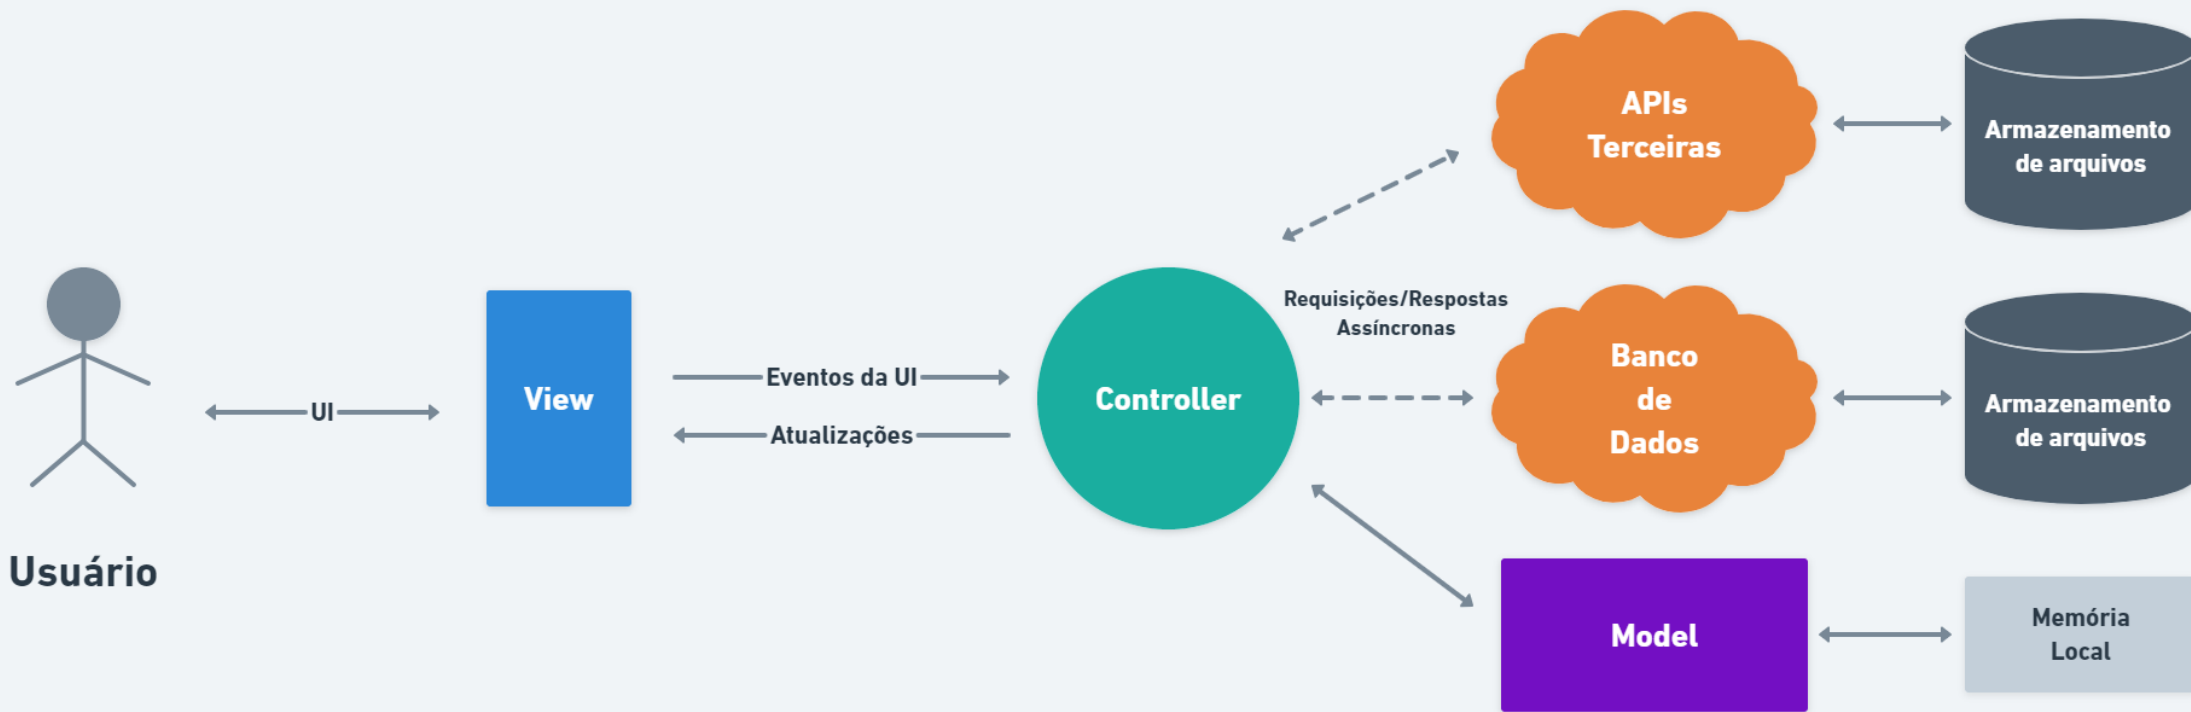 APIs
Terceiras
Armazenamento
de arquivos
Requisições/Respostas
Assíncronas
Banco
de
Dados
Armazenamento
de arquivos
View
Eventos da UI
Controller
UI
Atualizações
Usuário
Model
Memória
Local